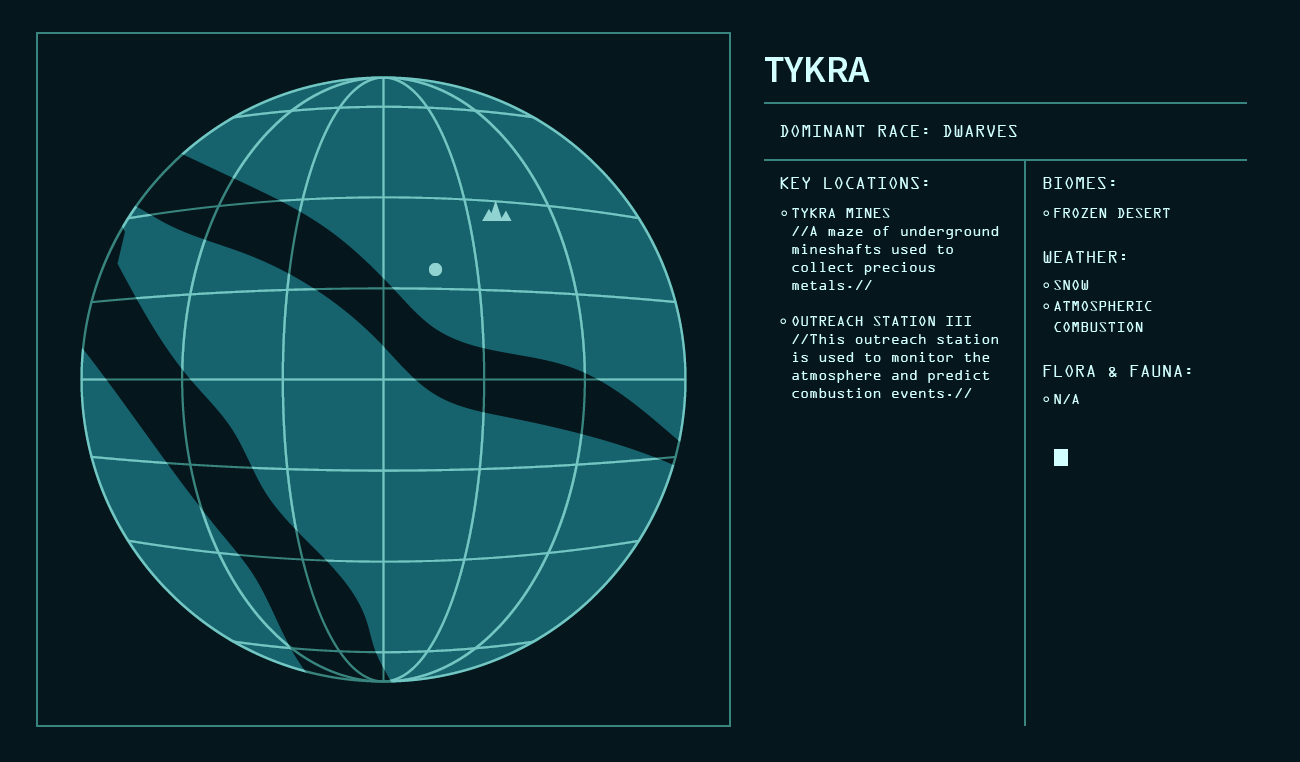 TYKRA
DOMINANT RACE: DWARVES
KEY LOCATIONS:
TYKRA MINES
//A maze of underground
mineshafts used to
collect precious
metals.//
OUTREACH STATION III
//This outreach station
is used to monitor the
atmosphere and predict
combustion events.//
BIOMES:
FROZEN DESERT
WEATHER:
SNOW
ATMOSPHERIC
COMBUSTION
FLORA & FAUNA:
N/A